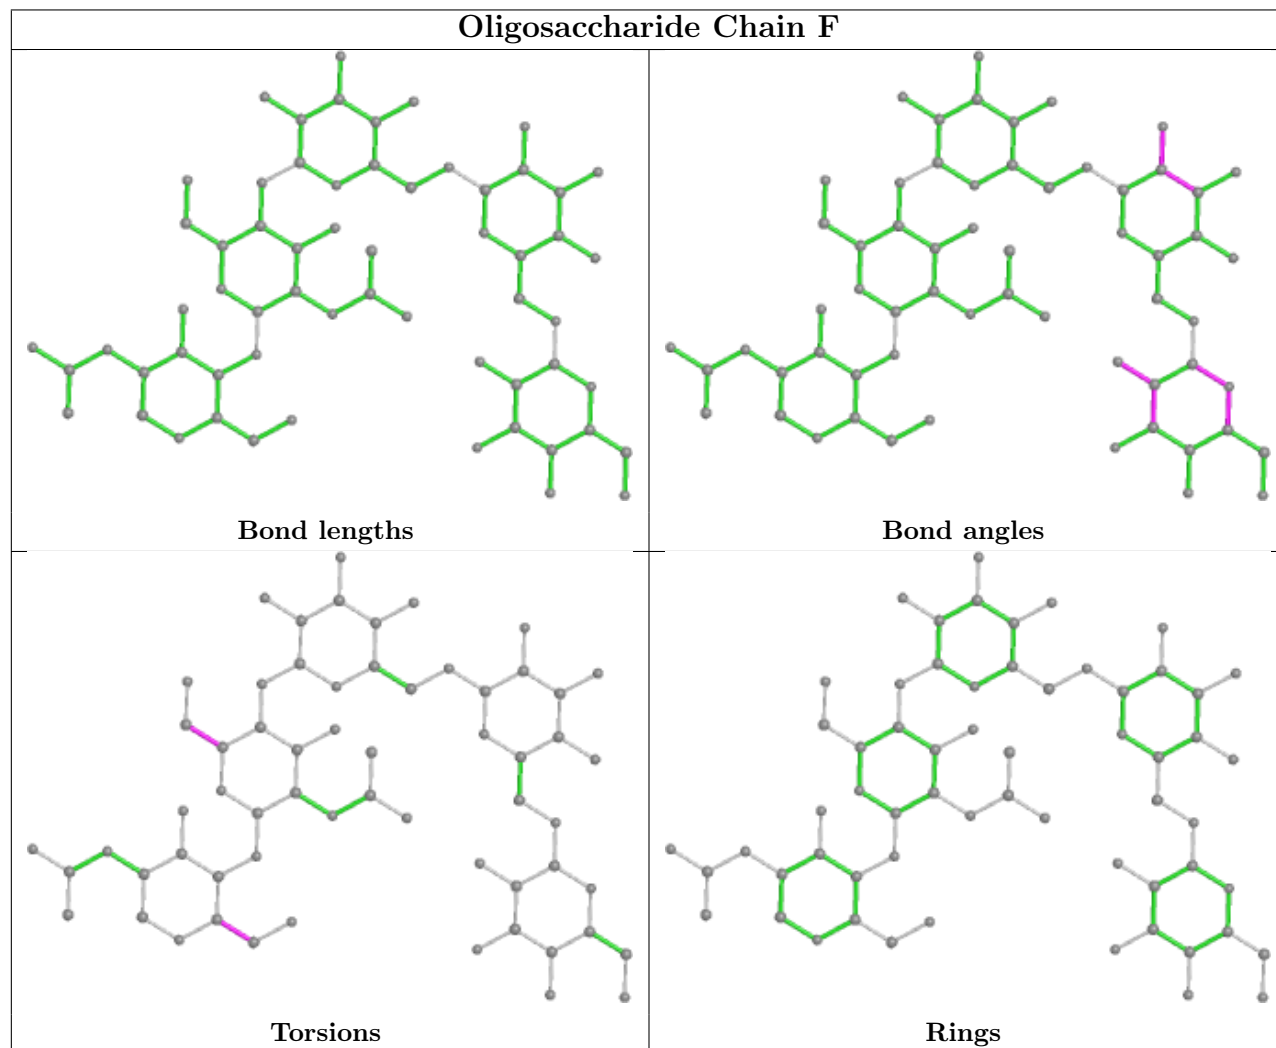 Oligosaccharide Chain F
Bond lengths
Bond angles
Torsions
Rings